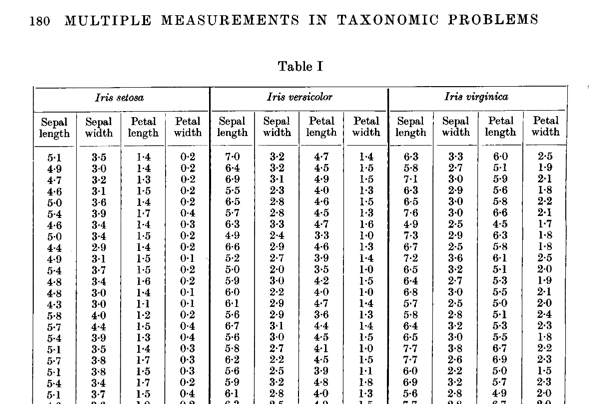 180 MULTIPLE MEASUREMENTS IN TAXONOMIC PROBLEMS
Table I
Iris setosa Iris versicolor Iris virginica
Sepal length Sepal width Petal length Petal width Sepal length Sepal width Petal length Petal width Sepal length Sepal width Petal length Petal width
5·1 3·5 1·4 0·2 7·0 3·2 4·7 1·4 6·3 3·3 6·0 2·5
4·9 3·0 1·4 0·2 6·4 3·2 4·5 1·5 5·8 2·7 5·1 1·9
4·7 3·2 1·3 0·2 6·9 3·1 4·9 1·5 7·1 3·0 5·9 2·1
4·6 3·1 1·5 0·2 5·5 2·3 4·0 1·3 6·3 2·9 5·6 1·8
5·0 3·6 1·4 0·2 6·5 2·8 4·6 1·5 6·5 3·0 5·8 2·2
5·4 3·9 1·7 0·4 5·7 2·8 4·5 1·3 7·6 3·0 6·6 2·1
4·6 3·4 1·4 0·3 6·3 3·3 4·7 1·6 4·9 2·5 4·5 1·7
5·0 3·4 1·5 0·2 4·9 2·4 3·3 1·0 7·3 2·9 6·3 1·8
4·4 2·9 1·4 0·2 6·6 2·9 4·6 1·3 6·7 2·5 5·8 1·8
4·9 3·1 1·5 0·1 5·2 2·7 3·9 1·4 7·2 3·6 6·1 2·5
5·4 3·7 1·5 0·2 5·0 2·0 3·5 1·0 6·5 3·2 5·1 2·0
4·8 3·4 1·6 0·2 5·9 3·0 4·2 1·5 6·4 2·7 5·3 1·9
4·8 3·0 1·4 0·1 6·0 2·2 4·0 1·0 6·8 3·0 5·5 2·1
4·3 3·0 1·1 0·1 6·1 2·9 4·7 1·4 5·7 2·5 5·0 2·0
5·8 4·0 1·2 0·2 5·6 2·9 3·6 1·3 5·8 2·8 5·1 2·4
5·7 4·4 1·5 0·4 6·7 3·1 4·4 1·4 6·4 3·2 5·3 2·3
5·4 3·9 1·3 0·4 5·6 3·0 4·5 1·5 6·5 3·0 5·5 1·8
5·1 3·5 1·4 0·3 5·8 2·7 4·1 1·0 7·7 3·8 6·7 2·2
5·7 3·8 1·7 0·3 6·2 2·2 4·5 1·5 7·7 2·6 6·9 2·3
5·1 3·8 1·5 0·3 5·6 2·5 3·9 1·1 6·0 2·2 5·0 1·5
5·4 3·4 1·7 0·2 5·9 3·2 4·8 1·8 6·9 3·2 5·7 2·3
5·1 3·7 1·5 0·4 6·1 2·8 4·0 1·3 5·6 2·8 4·9 2·0